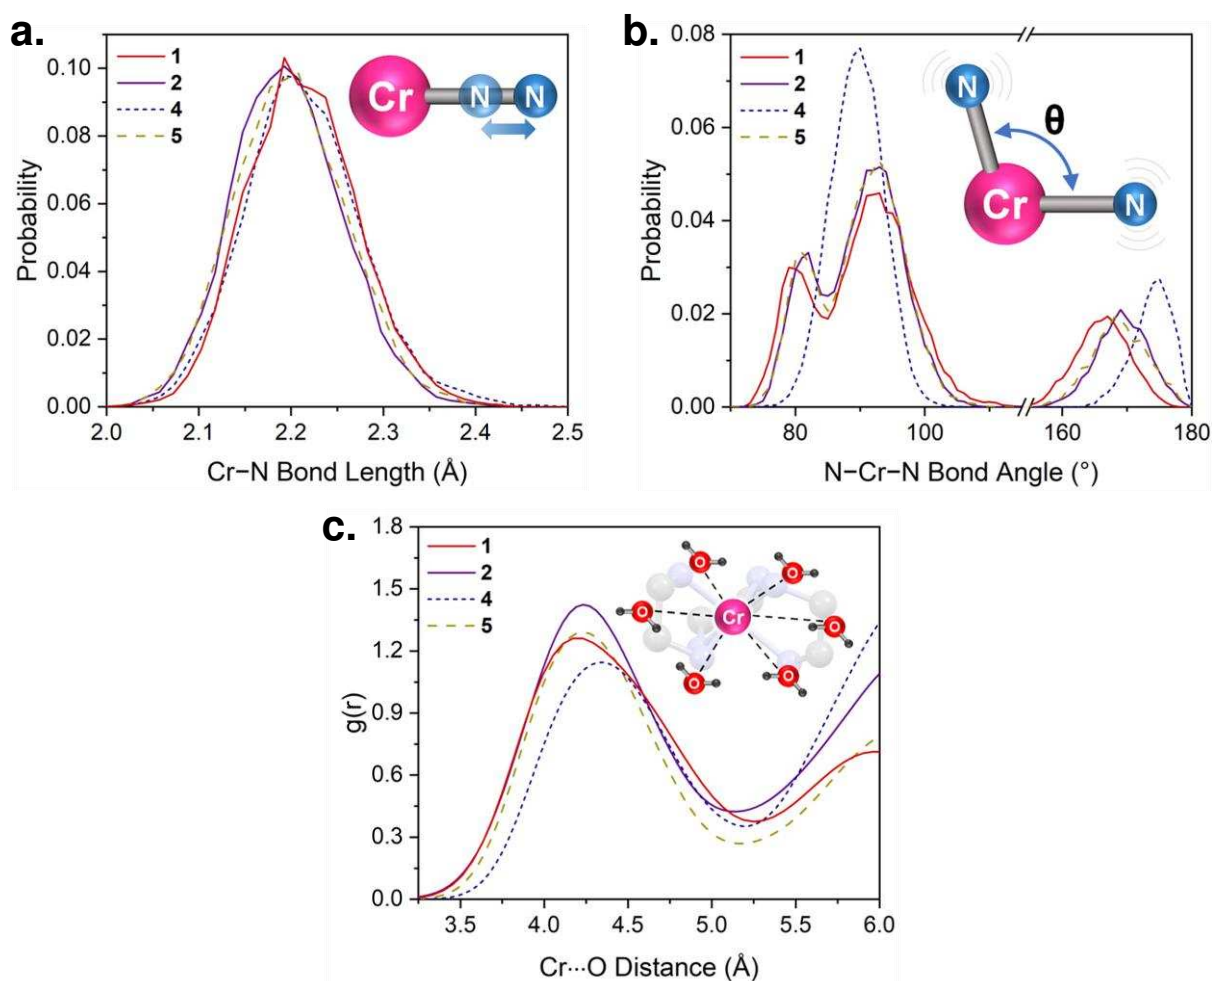 a.
1
2
4
5
Cr N N
0.10
0.08
0.06
0.04
0.02
0.00
Probability
2.0 2.1 2.2 2.3 2.4 2.5
Cr−N Bond Length (Å)
b.
1
2
4
5
N
θ
Cr N
0.08
0.06
0.04
0.02
0.00
Probability
80 100 160 180
N−Cr−N Bond Angle (°)
c.
1
2
4
5
O O
O Cr O
O O
1.8
1.5
1.2
0.9
0.6
0.3
0.0
g(r)
3.5 4.0 4.5 5.0 5.5 6.0
Cr···O Distance (Å)